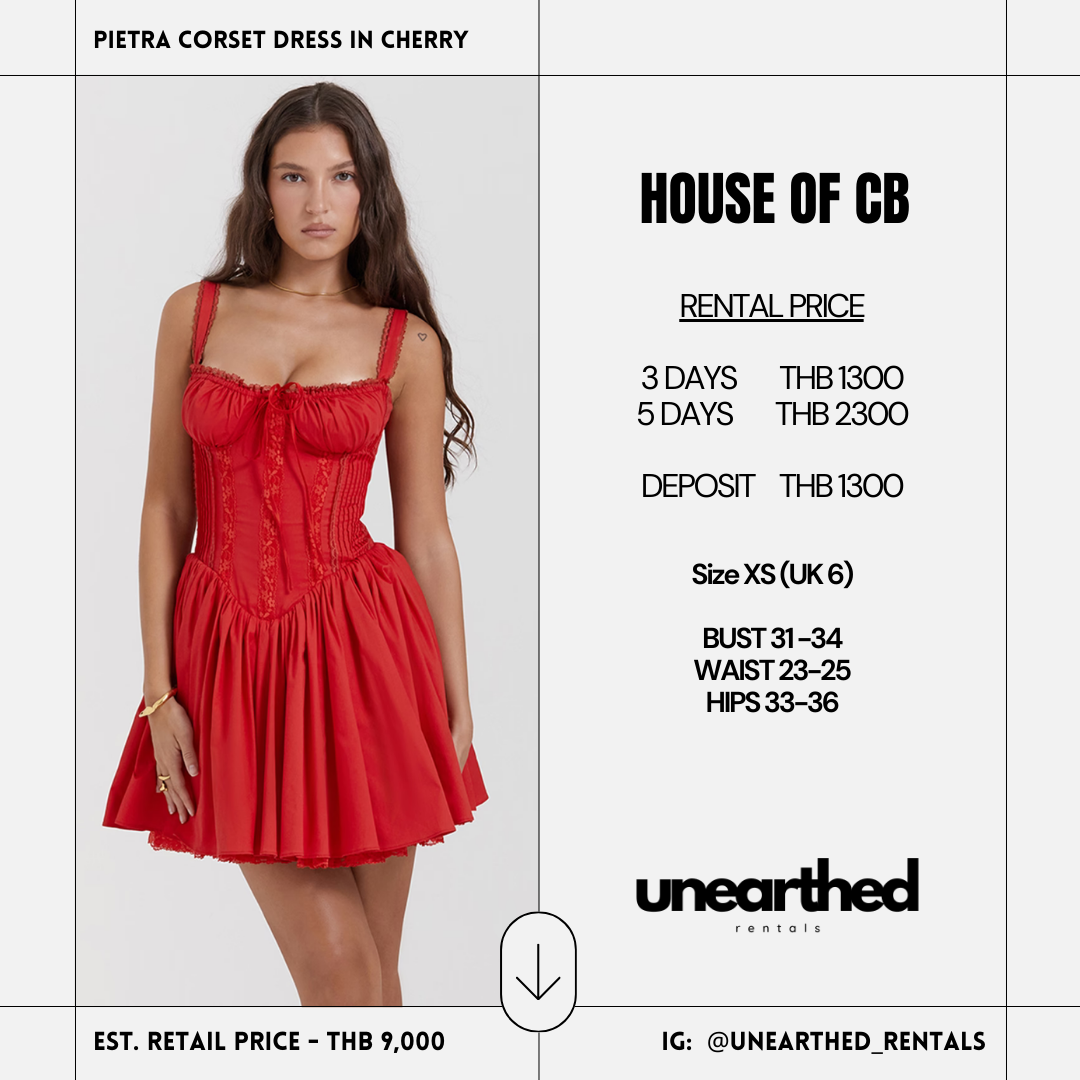 PIETRA CORSET DRESS IN CHERRY
HOUSE OF CB
RENTAL PRICE
3 DAYS THB 1300
5 DAYS THB 2300
DEPOSIT THB 1300
Size XS (UK 6)
BUST 31 –34
WAIST 23–25
HIPS 33–36
unearthed
rentals
EST. RETAIL PRICE - THB 9,000
IG: @UNEARTHED_RENTALS